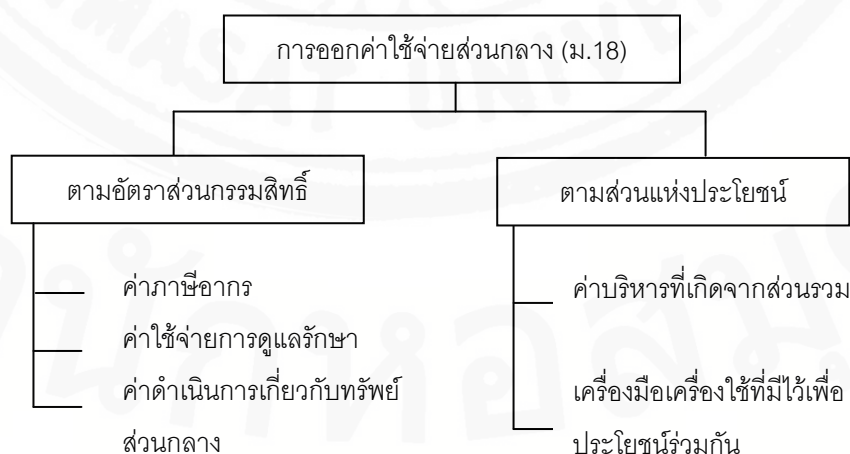 การออกค่าใช้จ่ายส่วนกลาง (ม.18)
ตามอัตราส่วนกรรมสิทธิ์
ค่าภาษีอากร
ค่าใช้จ่ายการดูแลรักษา
ค่าดำเนินการเกี่ยวกับทรัพย์
ส่วนกลาง
ตามส่วนแห่งประโยชน์
ค่าบริหารที่เกิดจากส่วนรวม
เครื่องมือเครื่องใช้ที่มีไว้เพื่อ
ประโยชน์ร่วมกัน